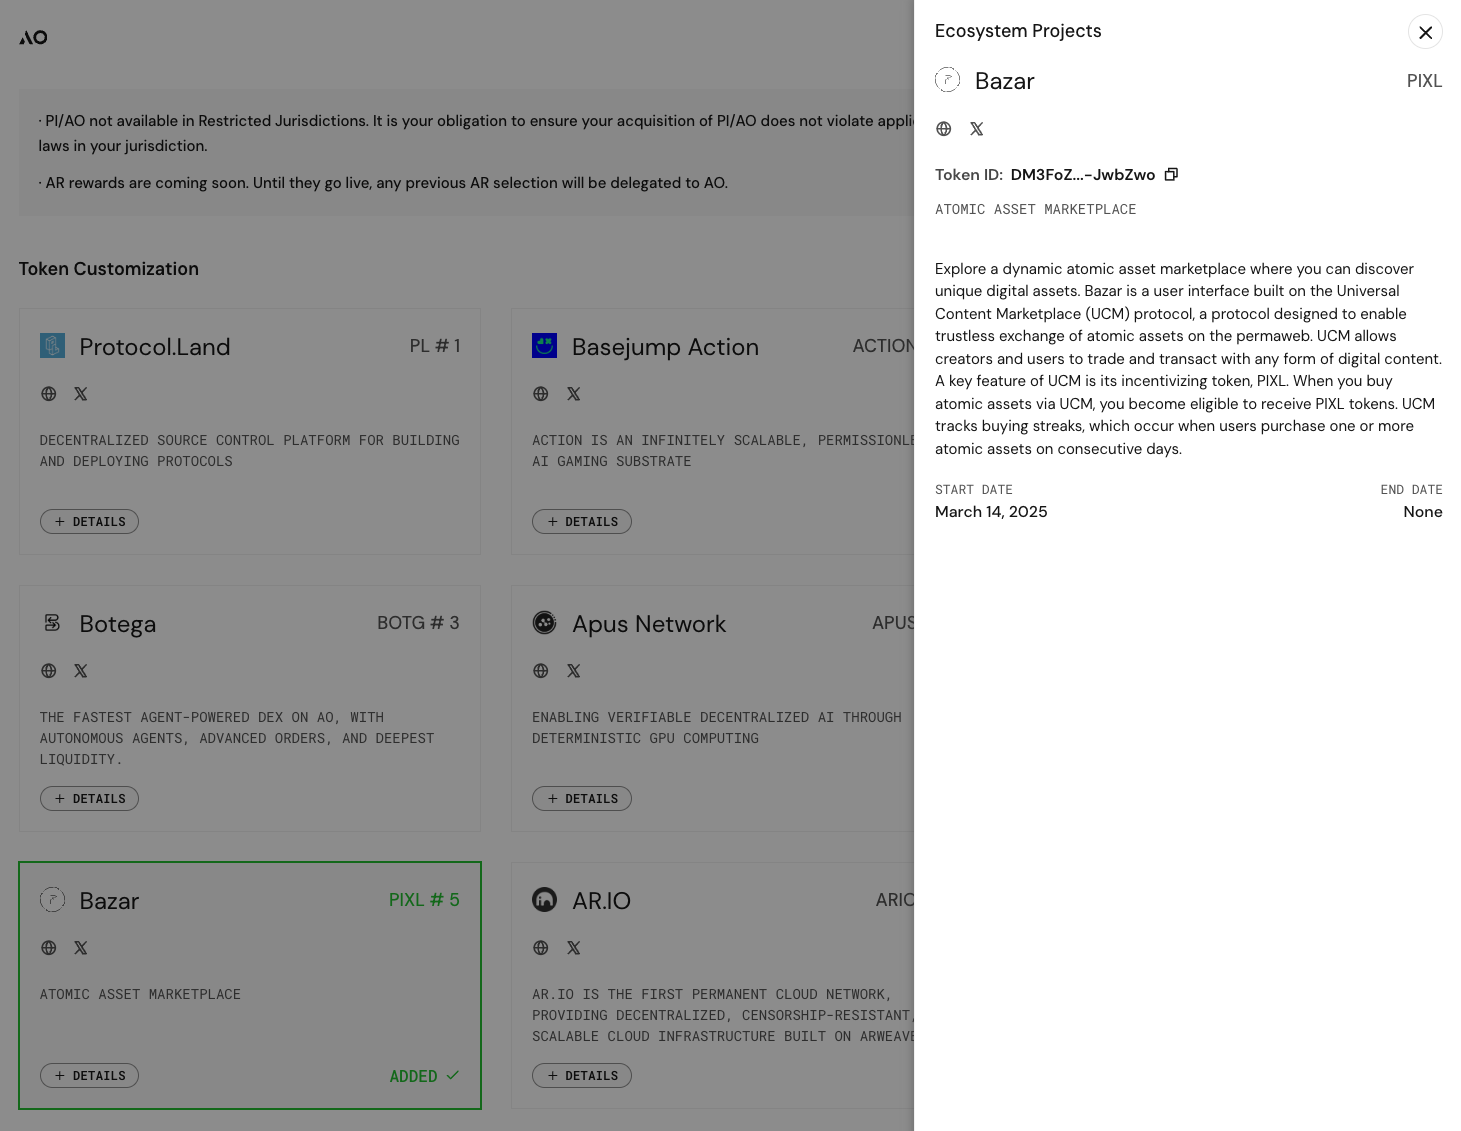 AO
· PI/AO not available in Restricted Jurisdictions. It is your obligation to ensure your acquisition of PI/AO does not violate
laws in your jurisdiction.
· AR rewards are coming soon. Until they go live, any previous AR selection will be delegated to AO.
Token Customization
Protocol.Land
PL # 1
DECENTRALIZED SOURCE CONTROL PLATFORM FOR BUILDING
AND DEPLOYING PROTOCOLS
+ DETAILS
Basejump Action
ACTION
ACTION IS AN INFINITELY SCALABLE,
AI GAMING SUBSTRATE
+ DETAILS
Botega
BOTG # 3
THE FASTEST AGENT-POWERED DEX ON AO, WITH
AUTONOMOUS AGENTS, ADVANCED ORDERS, AND DEEPEST
LIQUIDITY.
+ DETAILS
Apus Network
APUS
ENABLING VERIFIABLE DECENTRALIZED AI THROUGH
DETERMINISTIC GPU COMPUTING
+ DETAILS
Bazar
PIXL # 5
ATOMIC ASSET MARKETPLACE
+ DETAILS
ADDED ✓
AR.IO
ARIO
AR.IO IS THE FIRST PERMANENT CLOUD NETWORK,
PROVIDING DECENTRALIZED, CENSORSHIP-RESISTANT,
SCALABLE CLOUD INFRASTRUCTURE BUILT ON ARWEAVE
+ DETAILS
Ecosystem Projects
Bazar
PIXL
Token ID: DM3FoZ...-JwbZwo
ATOMIC ASSET MARKETPLACE
Explore a dynamic atomic asset marketplace where you can discover
unique digital assets. Bazar is a user interface built on the Universal
Content Marketplace (UCM) protocol, a protocol designed to enable
trustless exchange of atomic assets on the permaweb. UCM allows
creators and users to trade and transact with any form of digital content.
A key feature of UCM is its incentivizing token, PIXL. When you buy
atomic assets via UCM, you become eligible to receive PIXL tokens. UCM
tracks buying streaks, which occur when users purchase one or more
atomic assets on consecutive days.
START DATE
March 14, 2025
END DATE
None